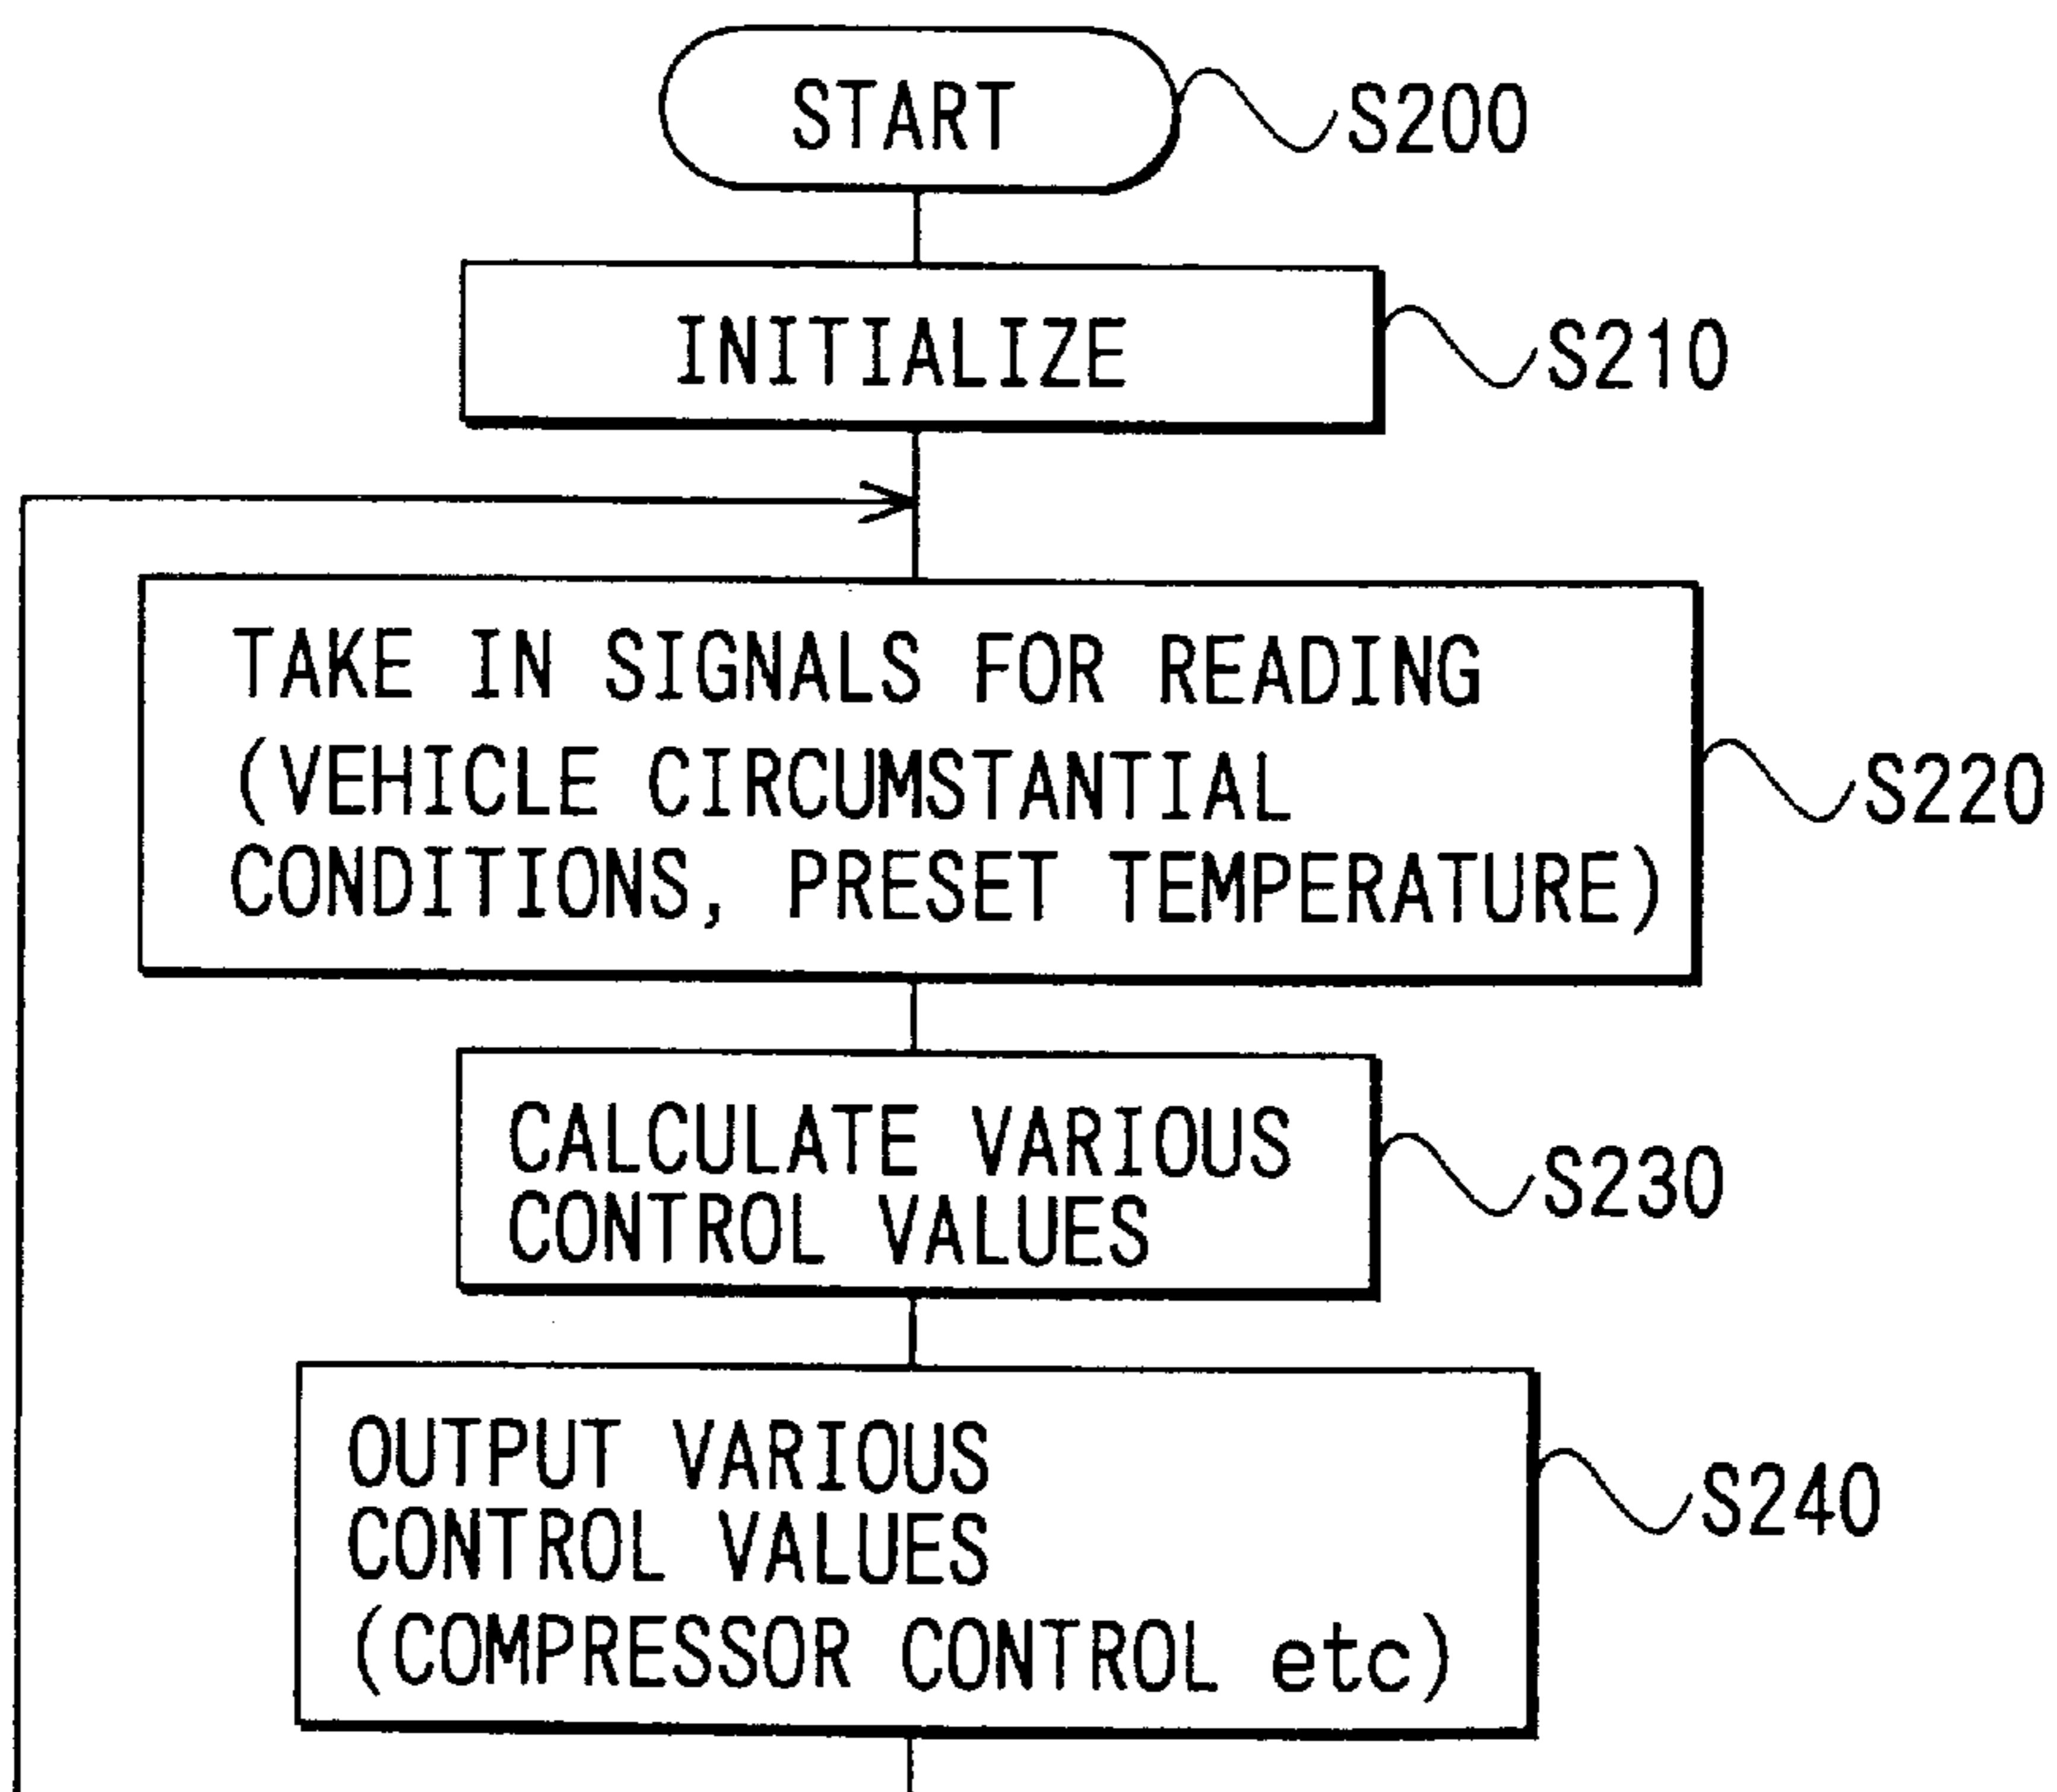 START
S200
INITIALIZE
S210
TAKE IN SIGNALS FOR READING
(VEHICLE CIRCUMSTANTIAL
CONDITIONS, PRESET TEMPERATURE)
S220
CALCULATE VARIOUS
CONTROL VALUES
S230
OUTPUT VARIOUS
CONTROL VALUES
(COMPRESSOR CONTROL etc)
S240